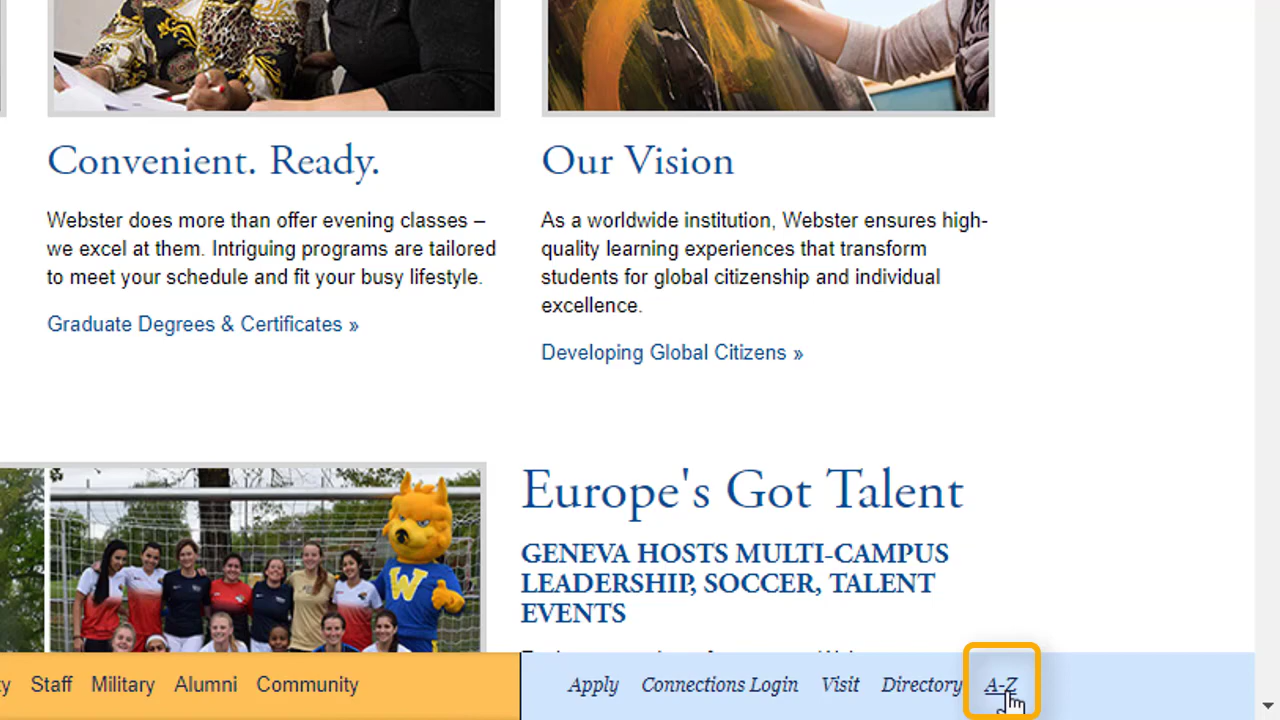 Convenient. Ready.
Webster does more than offer evening classes –
we excel at them. Intriguing programs are tailored
to meet your schedule and fit your busy lifestyle.
Graduate Degrees & Certificates »
Our Vision
As a worldwide institution, Webster ensures high-
quality learning experiences that transform
students for global citizenship and individual
excellence.
Developing Global Citizens »
W
Europe's Got Talent
GENEVA HOSTS MULTI-CAMPUS
LEADERSHIP, SOCCER, TALENT
EVENTS
Staff Military Alumni Community
Apply Connections Login Visit Directory A-Z